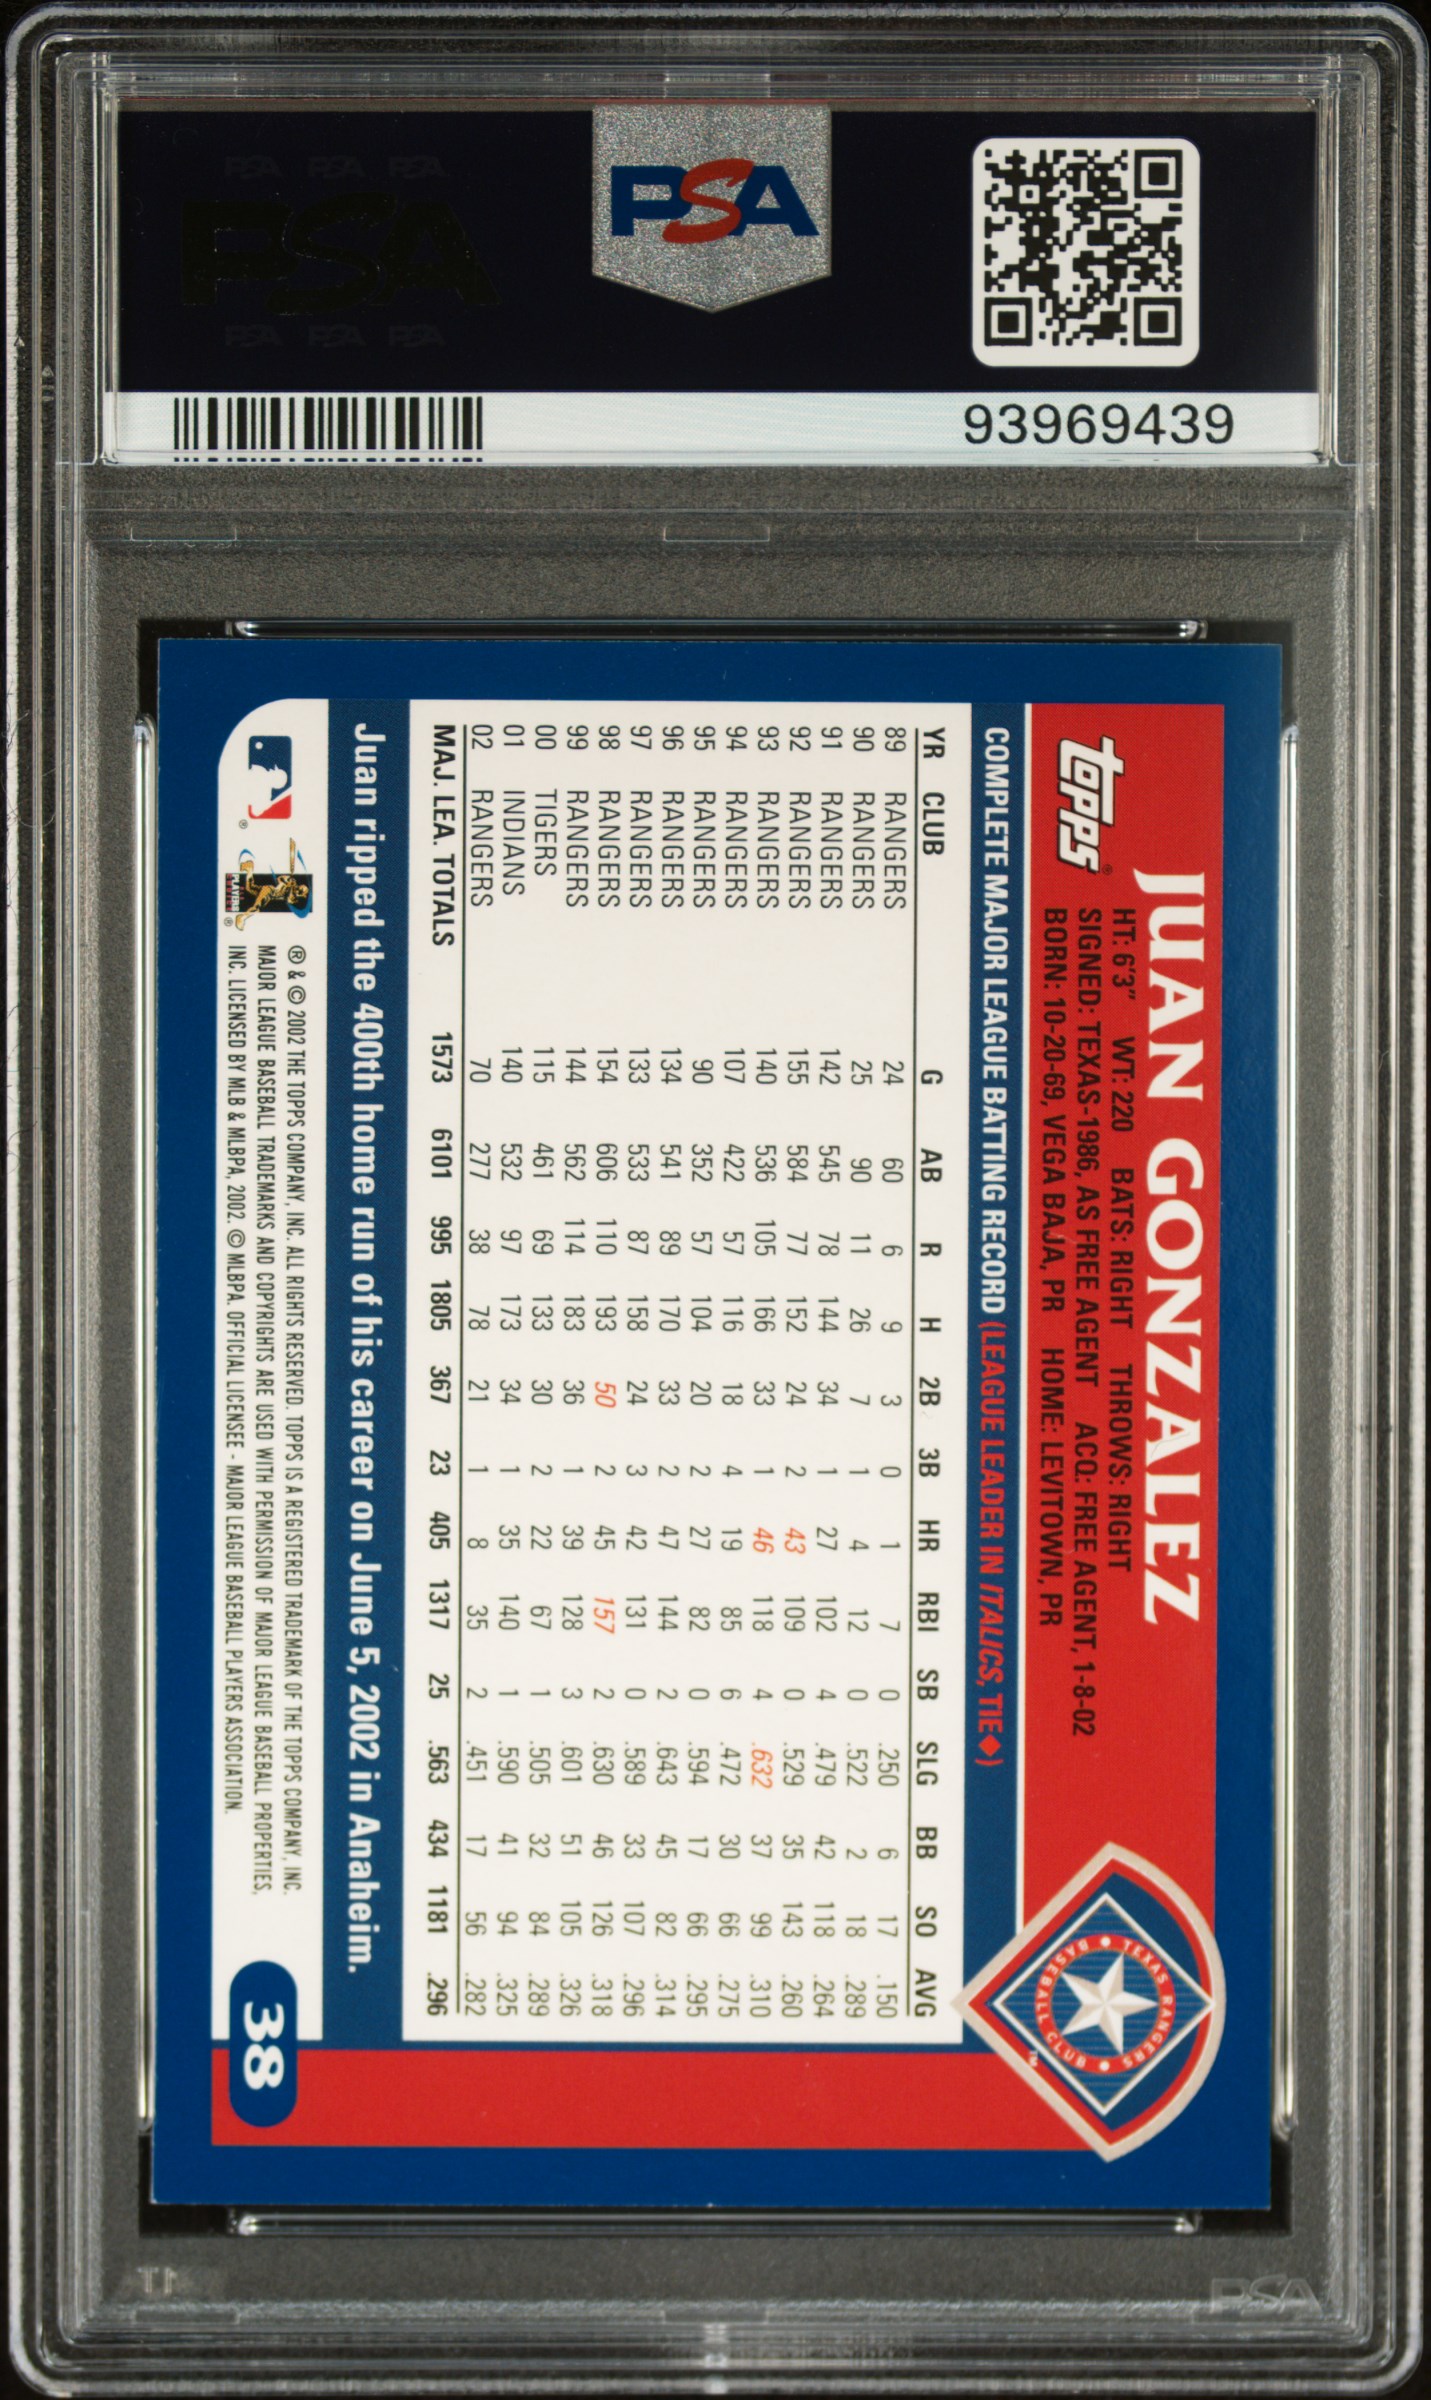 PSA PSA PSA
PSA
PSA PSA PSA
PSA
93969439
topps®
JUAN GONZALEZ
HT: 6'3" WT: 220 BATS: RIGHT THROWS: RIGHT
SIGNED: TEXAS-1986, AS FREE AGENT ACQ: FREE AGENT, 1-8-02
BORN: 10-20-69, VEGA BAJA, PR HOME: LEVITOWN, PR
TEXAS RANGERS
BASEBALL CLUB
TM
COMPLETE MAJOR LEAGUE BATTING RECORD (LEAGUE LEADER IN ITALICS, TIE◆)
YR CLUB G AB R H 2B 3B HR RBI SB SLG BB SO AVG
89 RANGERS 24 60 6 9 3 0 1 7 0 .250 6 17 .150
90 RANGERS 25 90 11 26 7 1 4 12 0 .522 2 18 .289
91 RANGERS 142 545 78 144 34 1 27 102 4 .479 42 118 .264
92 RANGERS 155 584 77 152 24 2 43 109 0 .529 35 143 .260
93 RANGERS 140 536 105 166 33 1 46 118 4 .632 37 99 .310
94 RANGERS 107 422 57 116 18 4 19 85 6 .472 30 66 .275
95 RANGERS 90 352 57 104 20 2 27 82 0 .594 17 66 .295
96 RANGERS 134 541 89 170 33 2 47 144 2 .643 45 82 .314
97 RANGERS 133 533 87 158 24 3 42 131 0 .589 33 107 .296
98 RANGERS 154 606 110 193 50 2 45 157 2 .630 46 126 .318
99 RANGERS 144 562 114 183 36 1 39 128 3 .601 51 105 .326
00 TIGERS 115 461 69 133 30 2 22 67 1 .505 32 84 .289
01 INDIANS 140 532 97 173 34 1 35 140 1 .590 41 94 .325
02 RANGERS 70 277 38 78 21 1 8 35 2 .451 17 56 .282
MAJ. LEA. TOTALS 1573 6101 995 1805 367 23 405 1317 25 .563 434 1181 .296
Juan ripped the 400th home run of his career on June 5, 2002 in Anaheim.
® & © 2002 THE TOPPS COMPANY, INC. ALL RIGHTS RESERVED. TOPPS IS A REGISTERED TRADEMARK OF THE TOPPS COMPANY, INC.
MAJOR LEAGUE BASEBALL TRADEMARKS AND COPYRIGHTS ARE USED WITH PERMISSION OF MAJOR LEAGUE BASEBALL PROPERTIES,
INC. LICENSED BY MLB & MLBPA, 2002. © MLBPA. OFFICIAL LICENSEE - MAJOR LEAGUE BASEBALL PLAYERS ASSOCIATION.
38
PSA